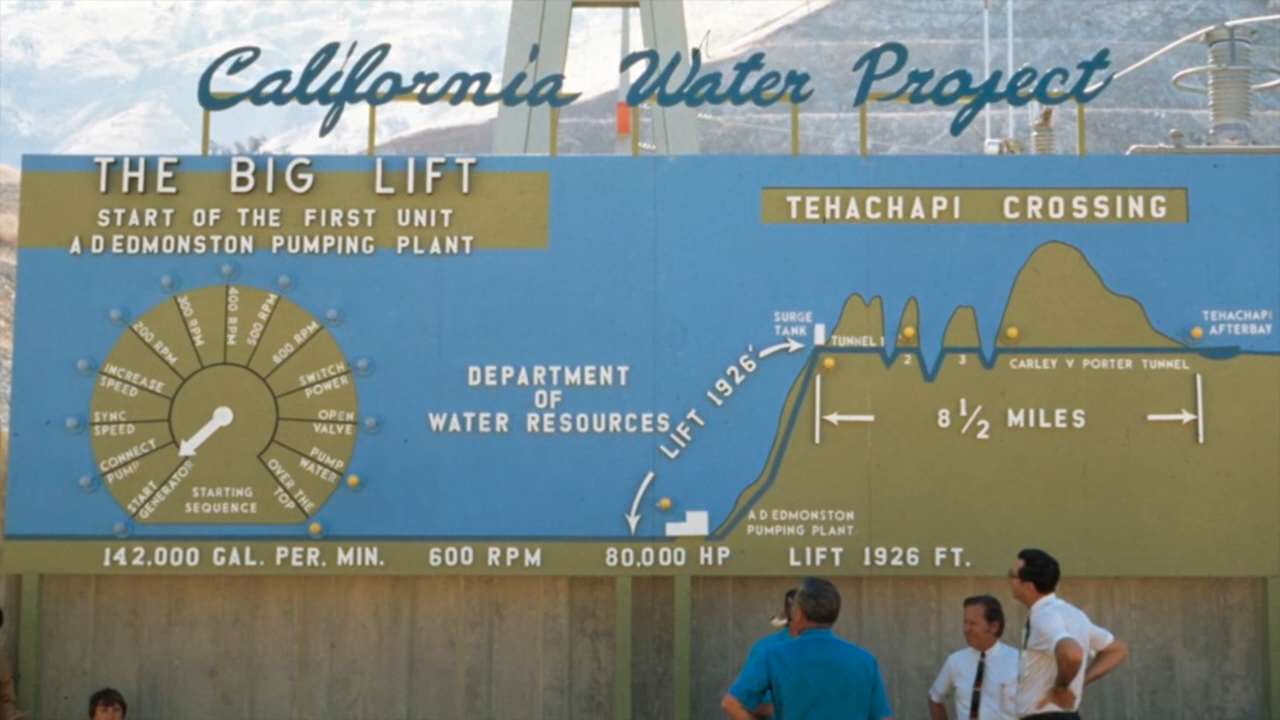 California Water Project
THE BIG LIFT
START OF THE FIRST UNIT
A D EDMONSTON PUMPING PLANT
TEHACHAPI CROSSING
START GENERATOR
CONNECT PUMP
SYNC SPEED
INCREASE SPEED
200 RPM
300 RPM
400 RPM
500 RPM
600 RPM
SWITCH POWER
OPEN VALVE
PUMP WATER
OVER THE TOP
STARTING
SEQUENCE
DEPARTMENT
OF
WATER RESOURCES
LIFT 1926'
SURGE
TANK
TUNNEL 1
2
3
CARLEY V PORTER TUNNEL
TEHACHAPI
AFTERBAY
8 1/2 MILES
A D EDMONSTON
PUMPING PLANT
142,000 GAL. PER. MIN. 600 RPM 80,000 HP LIFT 1926 FT.